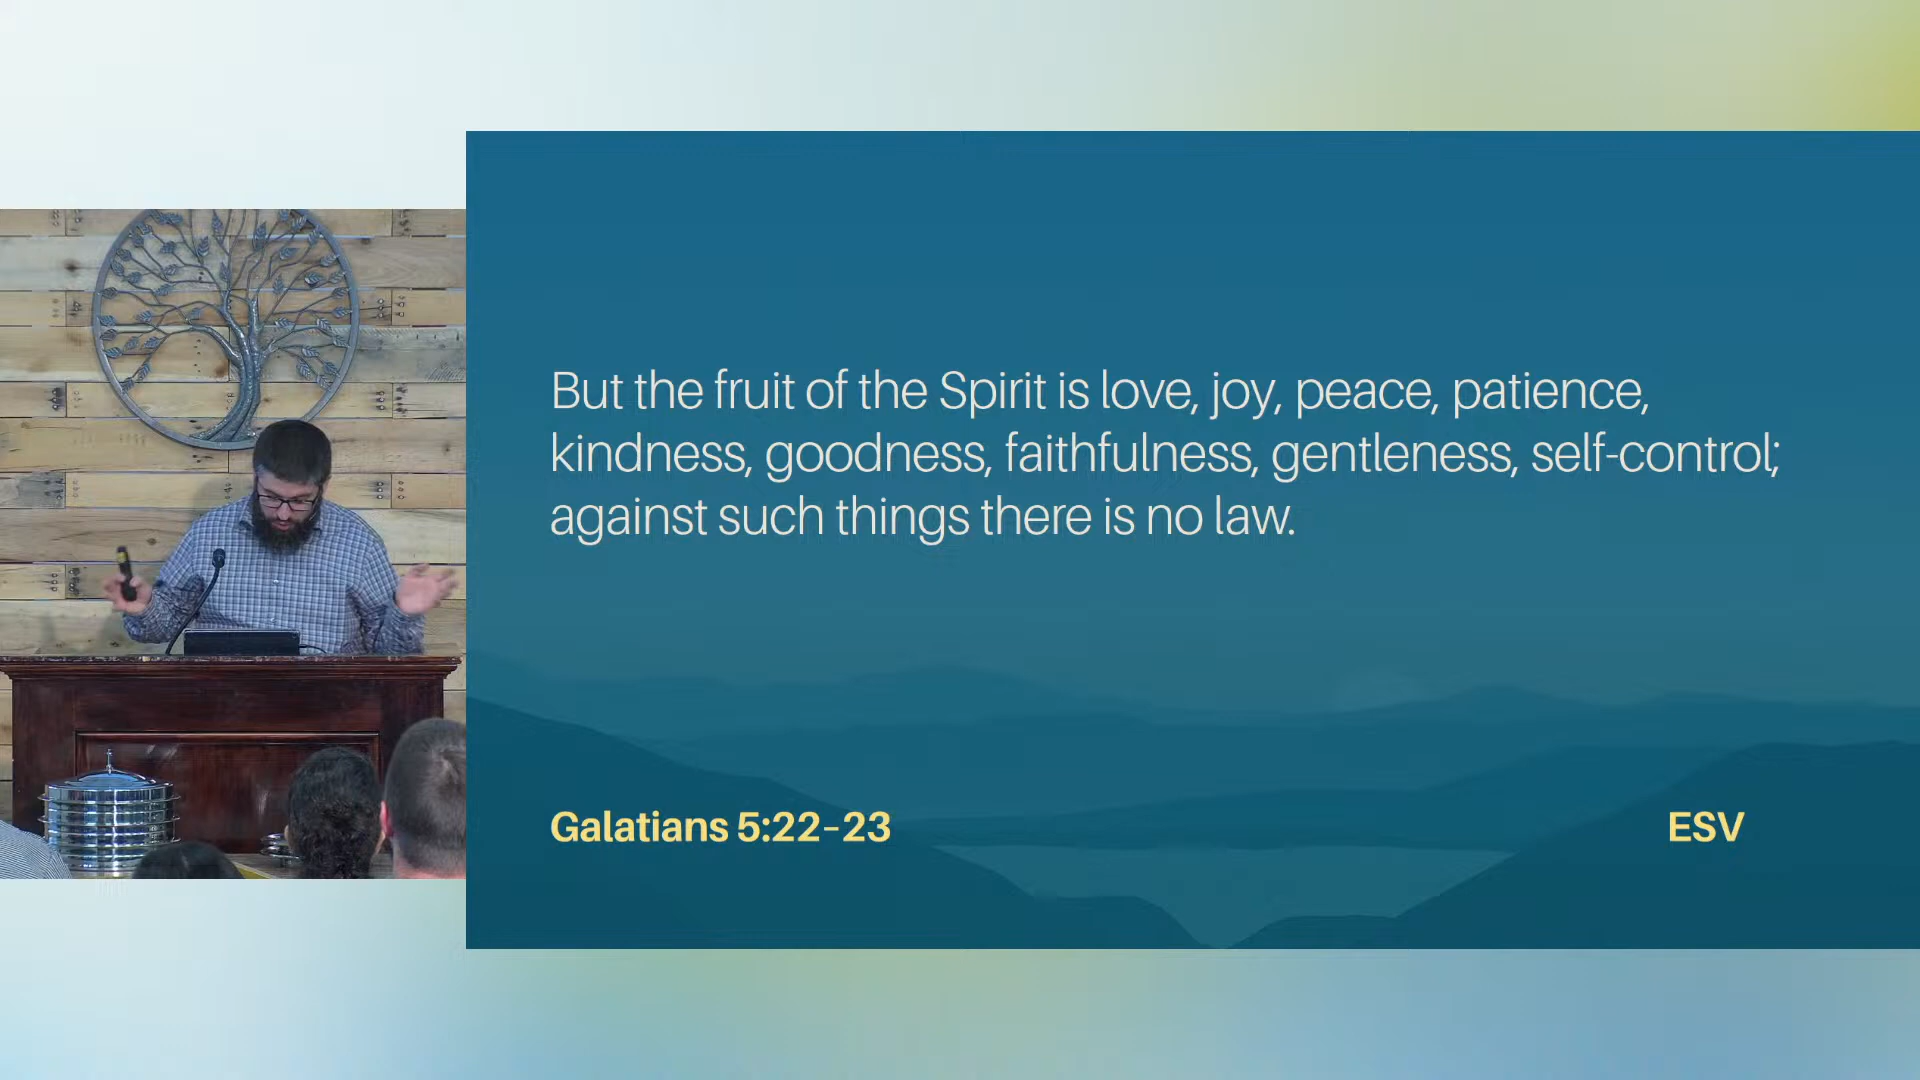 But the fruit of the Spirit is love, joy, peace, patience,
kindness, goodness, faithfulness, gentleness, self-control;
against such things there is no law.
Galatians 5:22–23
ESV